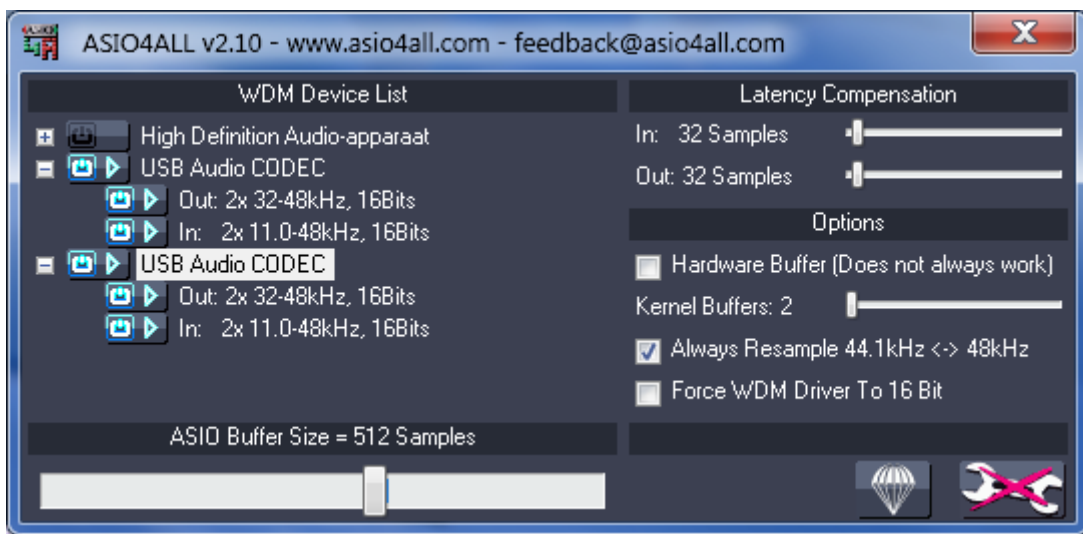 ASIO4ALL v2.10 - www.asio4all.com - feedback@asio4all.com
WDM Device List
High Definition Audio-apparaat
USB Audio CODEC
Out: 2x 32-48kHz, 16Bits
In: 2x 11.0-48kHz, 16Bits
USB Audio CODEC
Out: 2x 32-48kHz, 16Bits
In: 2x 11.0-48kHz, 16Bits
ASIO Buffer Size = 512 Samples
Latency Compensation
In: 32 Samples
Out: 32 Samples
Options
Hardware Buffer (Does not always work)
Kernel Buffers: 2
Always Resample 44.1kHz <-> 48kHz
Force WDM Driver To 16 Bit